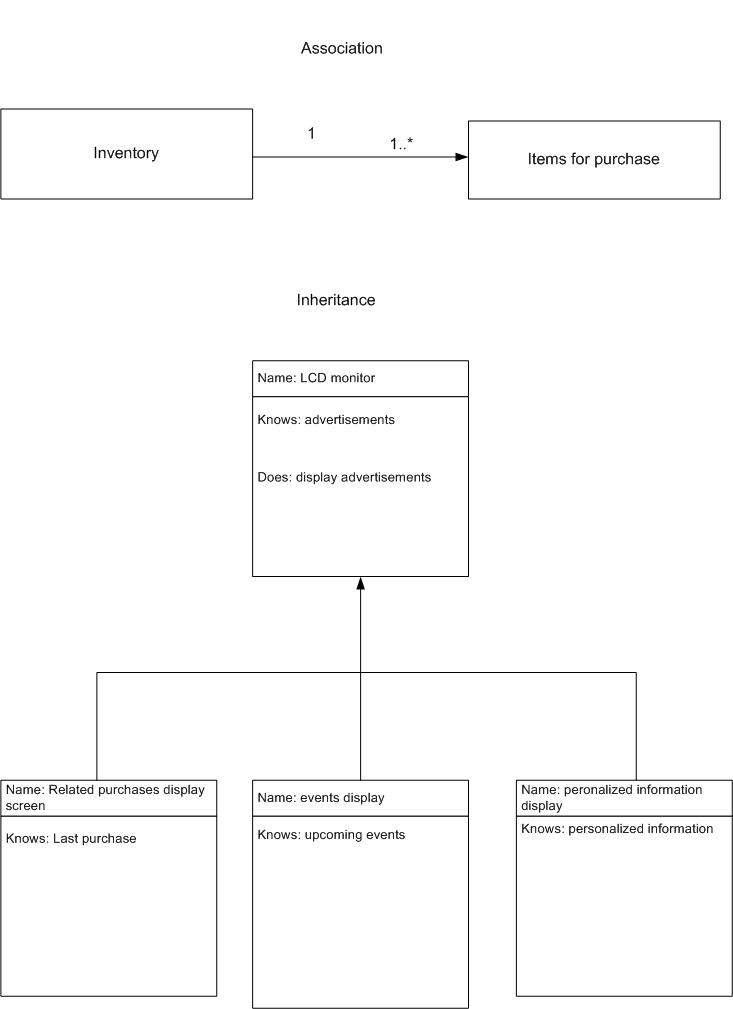 Association
Inventory
1
1..*
Items for purchase
Inheritance
Name: LCD monitor
Knows: advertisements
Does: display advertisements
Name: Related purchases display
screen
Knows: Last purchase
Name: events display
Knows: upcoming events
Name: peronalized information
display
Knows: personalized information